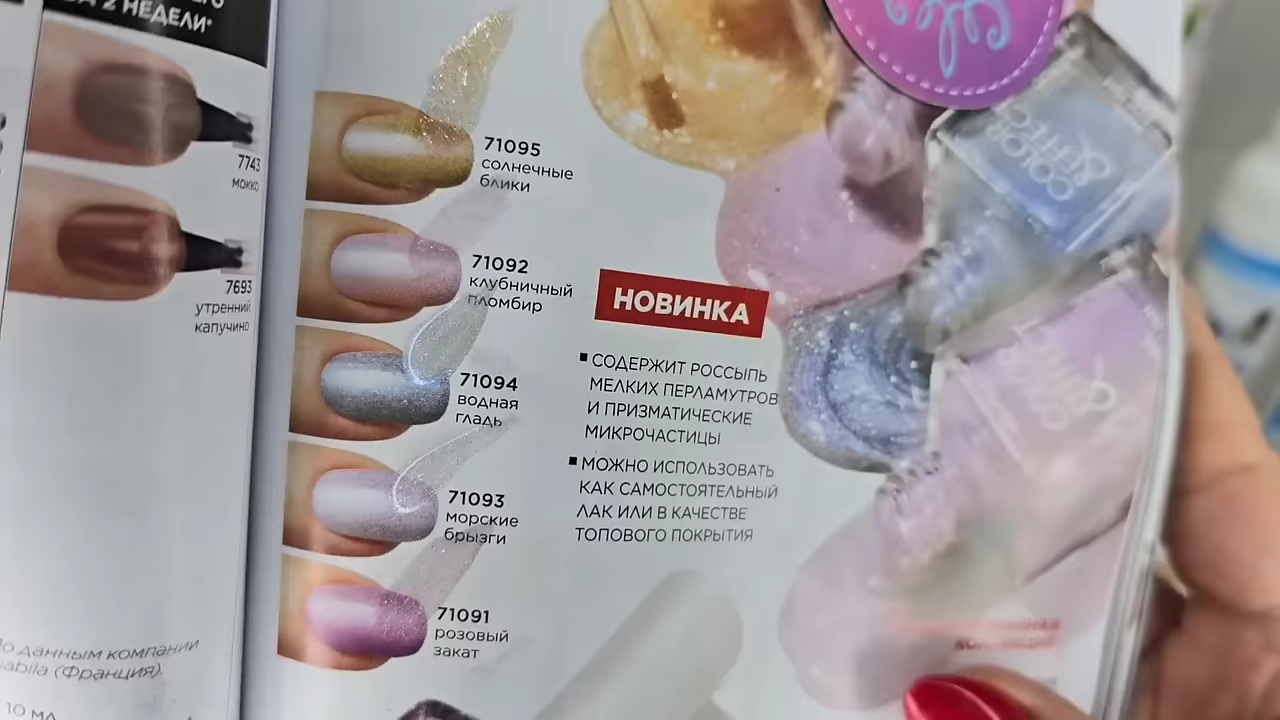 2 НЕДЕЛИ*
7743
мокко
7693
утренний
капучино
По данным компании
(Франция).
10 мл
71095
солнечные
блики
71092
клубничный
пломбир
71094
водная
гладь
71093
морские
брызги
71091
розовый
закат
НОВИНКА
СОДЕРЖИТ РОССЫПЬ
МЕЛКИХ ПЕРЛАМУТРОВ
И ПРИЗМАТИЧЕСКИЕ
МИКРОЧАСТИЦЫ
МОЖНО ИСПОЛЬЗОВАТЬ
КАК САМОСТОЯТЕЛЬНЫЙ
ЛАК ИЛИ В КАЧЕСТВЕ
ТОПОВОГО ПОКРЫТИЯ
COLOR